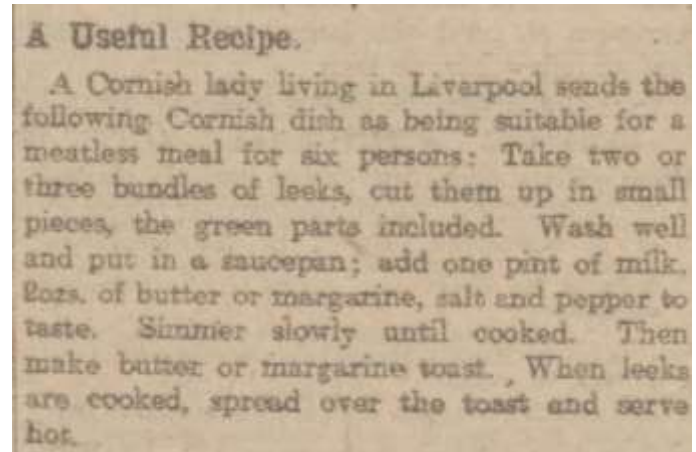 A Useful Recipe.
A Cornish lady living in Liverpool sends the
following Cornish dish as being suitable for a
meatless meal for six persons: Take two or
three bundles of leeks, cut them up in small
pieces, the green parts included. Wash well
and put in a saucepan; add one pint of milk,
2ozs. of butter or margarine, salt and pepper to
taste. Simmer slowly until cooked. Then
make butter or margarine toast. When leeks
are cooked, spread over the toast and serve
hot.